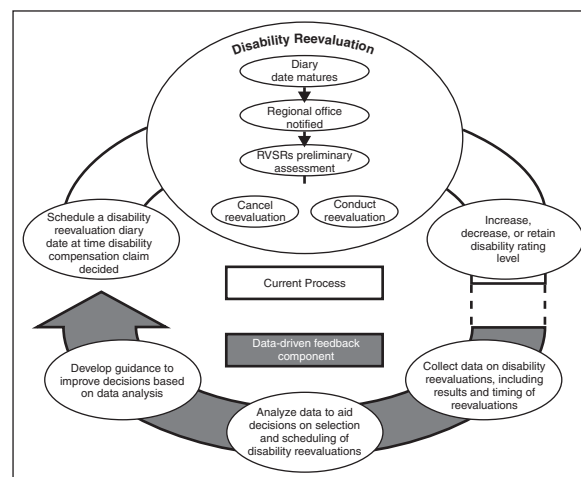 Disability Reevaluation
Diary
date matures
Regional office
notified
RVSRs preliminary
assessment
Cancel
reevaluation
Conduct
reevaluation
Schedule a disability
reevaluation diary
date at time disability
compensation claim
decided
Increase,
decrease, or retain
disability rating
level
Current Process
Data-driven feedback
component
Develop guidance to
improve decisions based
on data analysis
Analyze data to aid
decisions on selection
and scheduling of
disability reevaluations
Collect data on disability
reevaluations, including
results and timing of
reevaluations